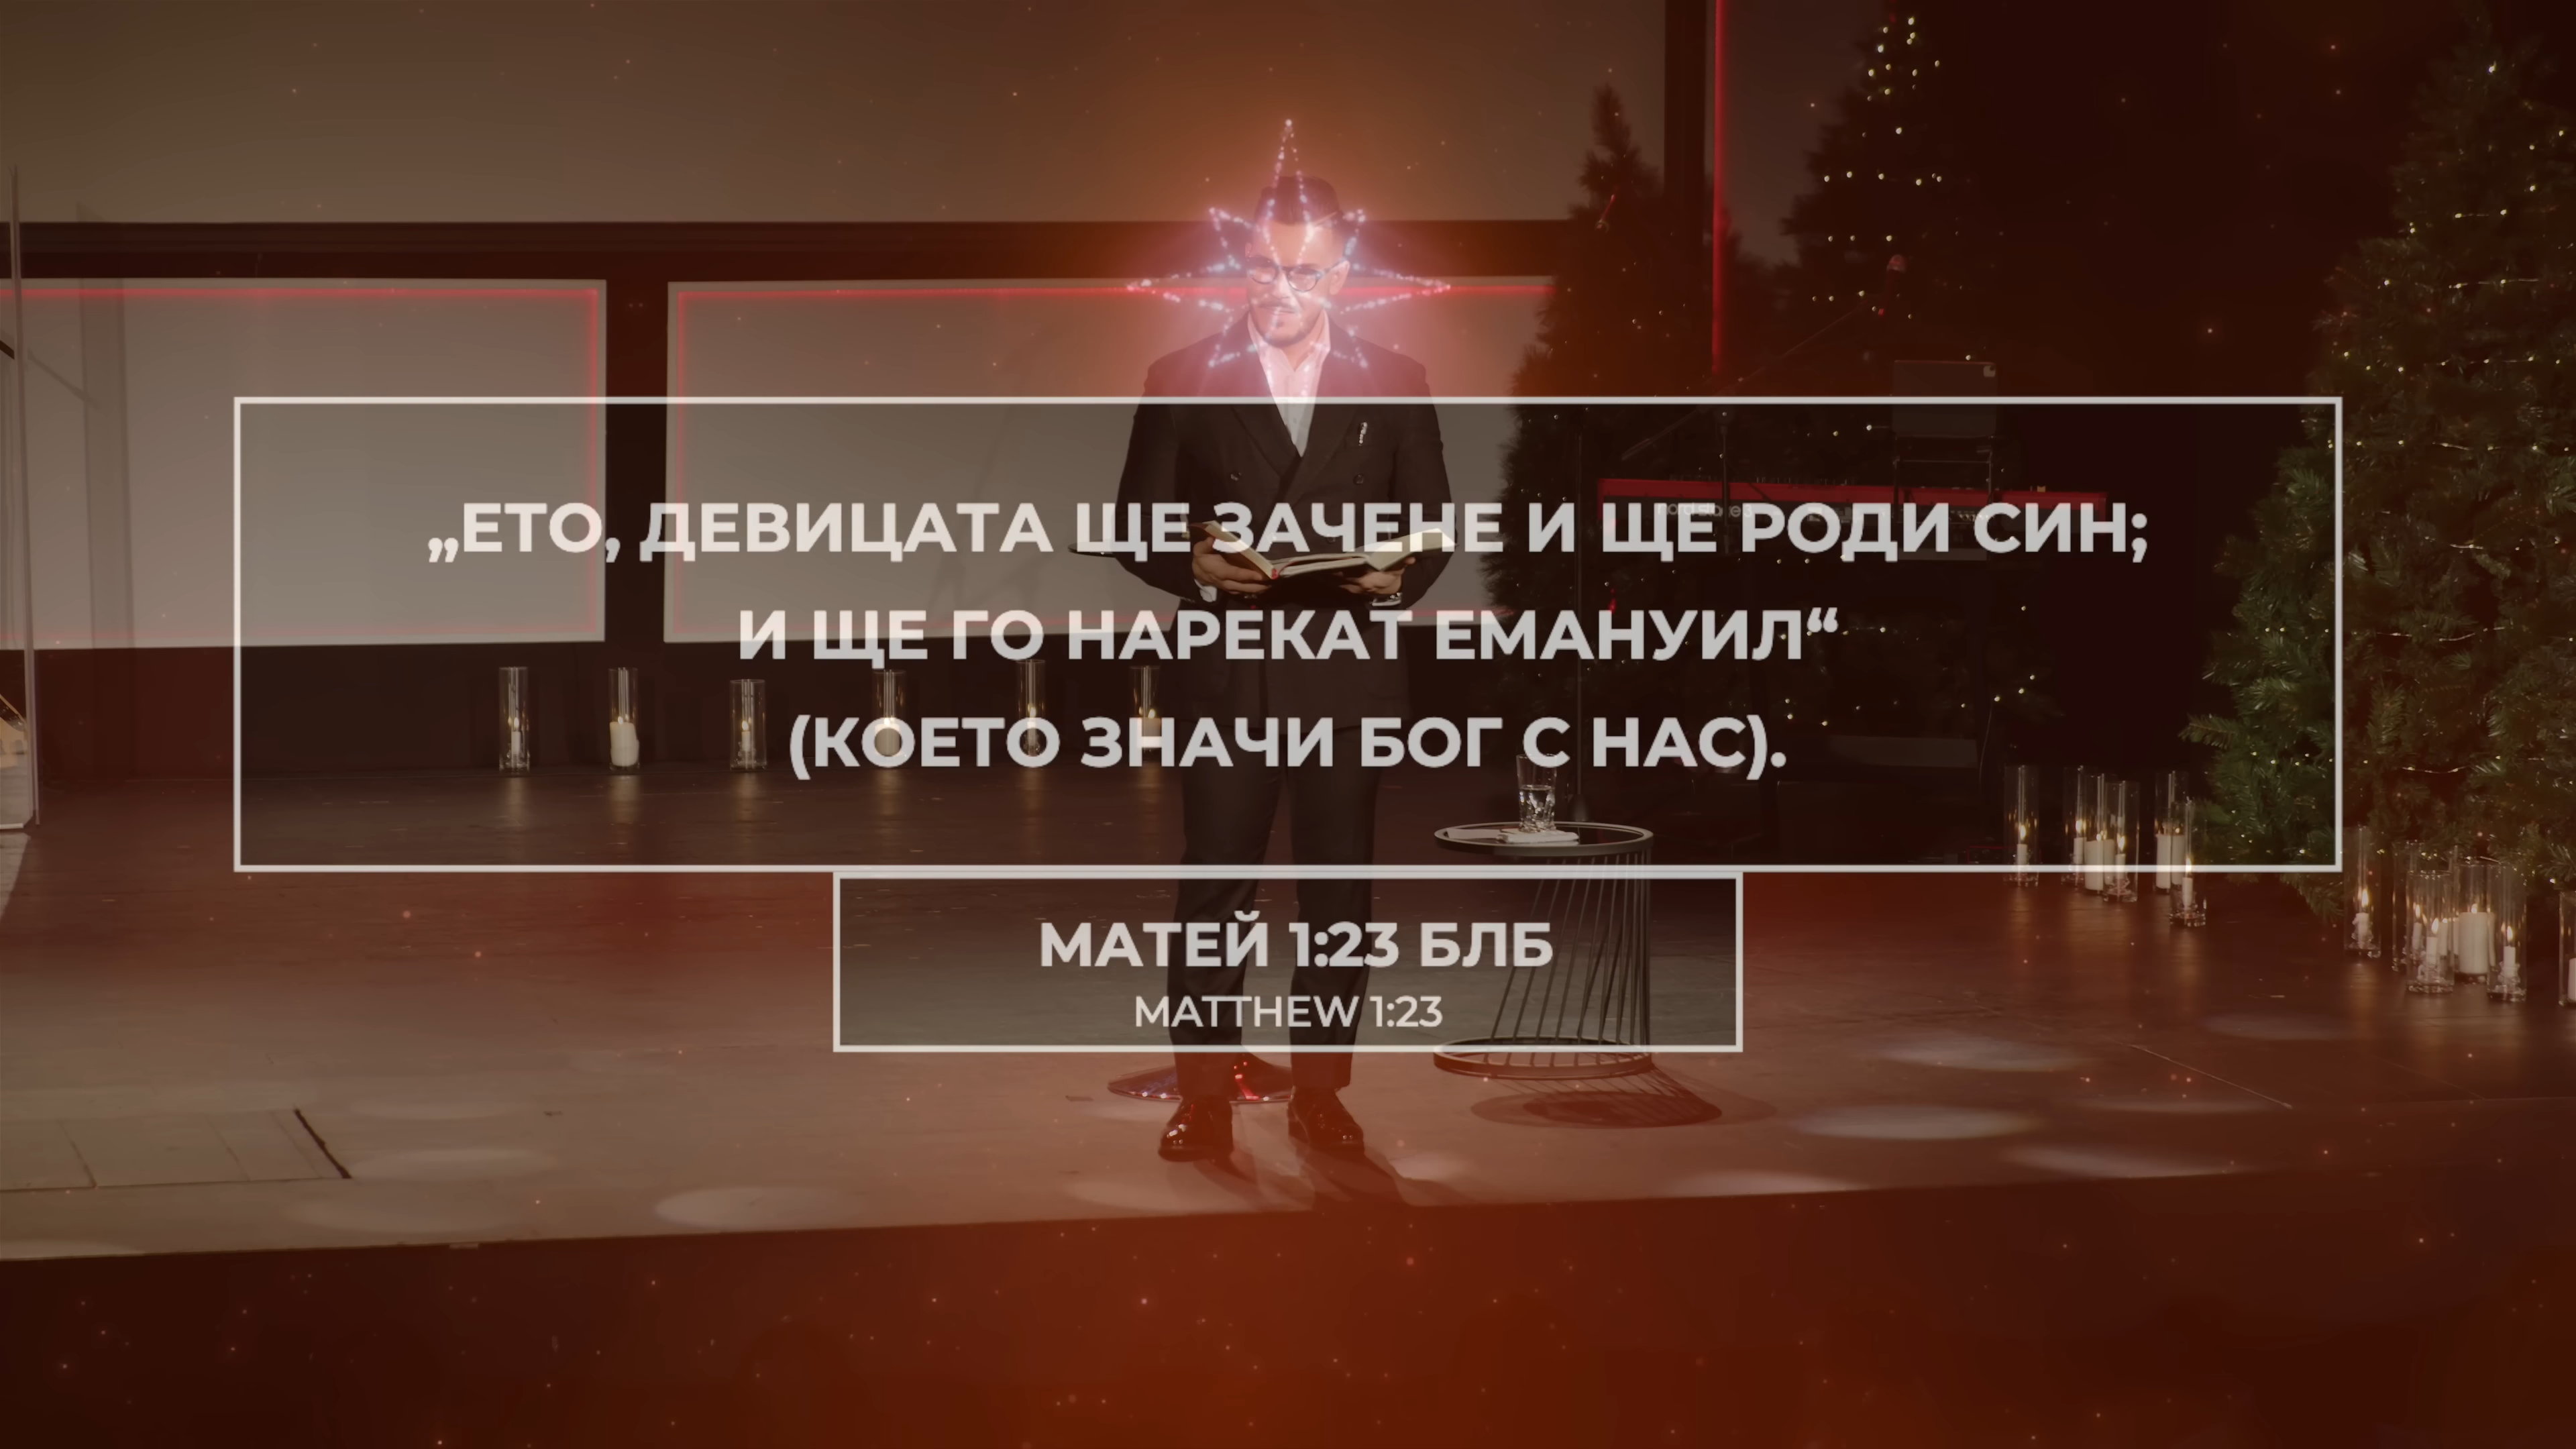 „ЕТО, ДЕВИЦАТА ЩЕ ЗАЧЕНЕ И ЩЕ РОДИ СИН;
И ЩЕ ГО НАРЕКАТ ЕМАНУИЛ“
(КОЕТО ЗНАЧИ БОГ С НАС).
МАТЕЙ 1:23 БЛБ
MATTHEW 1:23